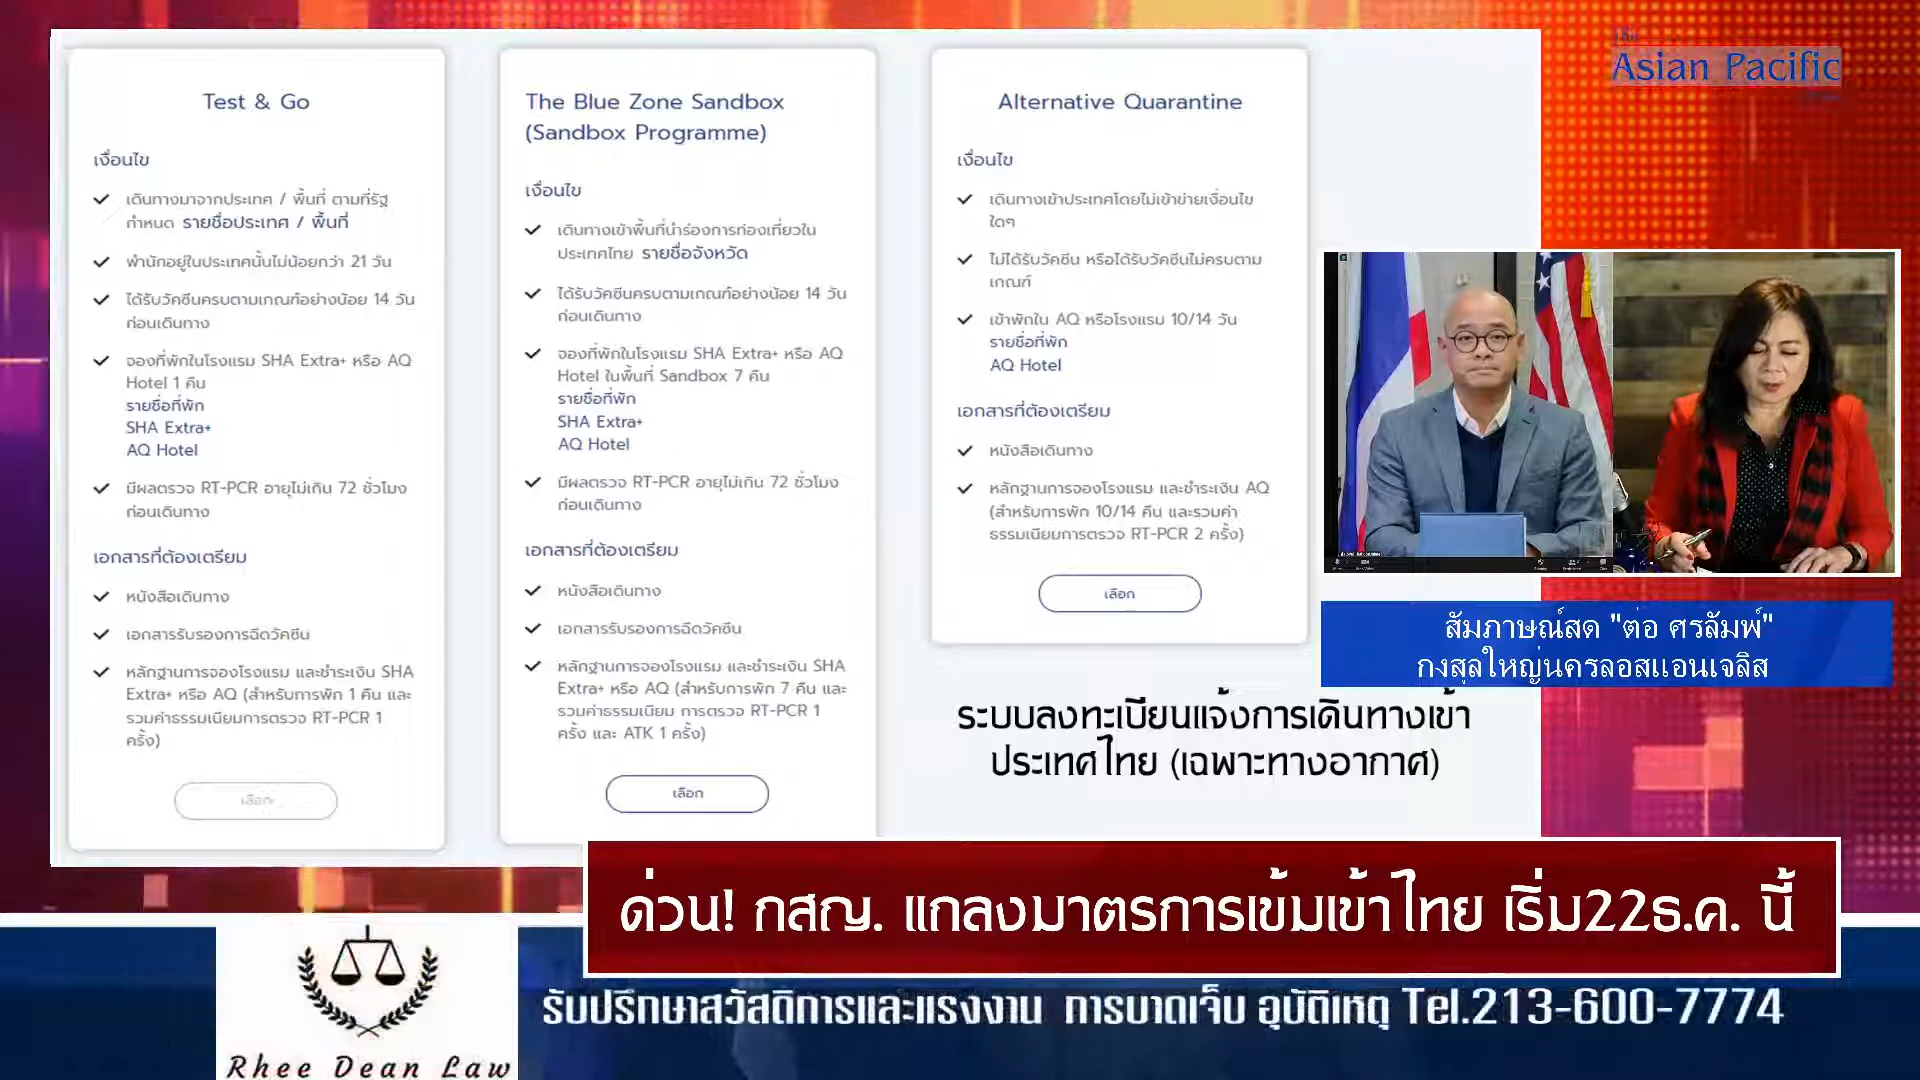 Test & Go
เงื่อนไข
เดินทางมาจากประเทศ / พื้นที่ ตามที่รัฐ
กำหนด รายชื่อประเทศ / พื้นที่
พำนักอยู่ในประเทศนั้นไม่น้อยกว่า 21 วัน
ได้รับวัคซีนครบตามเกณฑ์อย่างน้อย 14 วัน
ก่อนเดินทาง
จองที่พักในโรงแรม SHA Extra+ หรือ AQ
Hotel 1 คืน
รายชื่อที่พัก
SHA Extra+
AQ Hotel
มีผลตรวจ RT-PCR อายุไม่เกิน 72 ชั่วโมง
ก่อนเดินทาง
เอกสารที่ต้องเตรียม
หนังสือเดินทาง
เอกสารรับรองการฉีดวัคซีน
หลักฐานการจองโรงแรม และชำระเงิน SHA
Extra+ หรือ AQ (สำหรับการพัก 1 คืน และ
รวมค่าธรรมเนียมการตรวจ RT-PCR 1
ครั้ง)
เลือก
The Blue Zone Sandbox
(Sandbox Programme)
เงื่อนไข
เดินทางเข้าพื้นที่นำร่องการท่องเที่ยวใน
ประเทศไทย รายชื่อจังหวัด
ได้รับวัคซีนครบตามเกณฑ์อย่างน้อย 14 วัน
ก่อนเดินทาง
จองที่พักในโรงแรม SHA Extra+ หรือ AQ
Hotel ในพื้นที่ Sandbox 7 คืน
รายชื่อที่พัก
SHA Extra+
AQ Hotel
มีผลตรวจ RT-PCR อายุไม่เกิน 72 ชั่วโมง
ก่อนเดินทาง
เอกสารที่ต้องเตรียม
หนังสือเดินทาง
เอกสารรับรองการฉีดวัคซีน
หลักฐานการจองโรงแรม และชำระเงิน SHA
Extra+ หรือ AQ (สำหรับการพัก 7 คืน และ
รวมค่าธรรมเนียม การตรวจ RT-PCR 1
ครั้ง และ ATK 1 ครั้ง)
เลือก
Alternative Quarantine
เงื่อนไข
เดินทางเข้าประเทศโดยไม่เข้าข่ายเงื่อนไข
ใดๆ
ไม่ได้รับวัคซีน หรือได้รับวัคซีนไม่ครบตาม
เกณฑ์
เข้าพักใน AQ หรือโรงแรม 10/14 วัน
รายชื่อที่พัก
AQ Hotel
เอกสารที่ต้องเตรียม
หนังสือเดินทาง
หลักฐานการจองโรงแรม และชำระเงิน AQ
(สำหรับการพัก 10/14 คืน และรวมค่า
ธรรมเนียมการตรวจ RT-PCR 2 ครั้ง)
เลือก
ระบบลงทะเบียนแจ้งการเดินทางเข้า
ประเทศไทย (เฉพาะทางอากาศ)
The
Asian Pacific
สัมภาษณ์สด "ต่อ ศรลัมพ์"
กงสุลใหญ่นครลอสแอนเจลิส
ด่วน! กสญ. แถลงมาตรการเข้มเข้าไทย เริ่ม22ธ.ค. นี้
รับปรึกษาสวัสดิการและแรงงาน การบาดเจ็บ อุบัติเหตุ Tel.213-600-7774
Rhee Dean Law